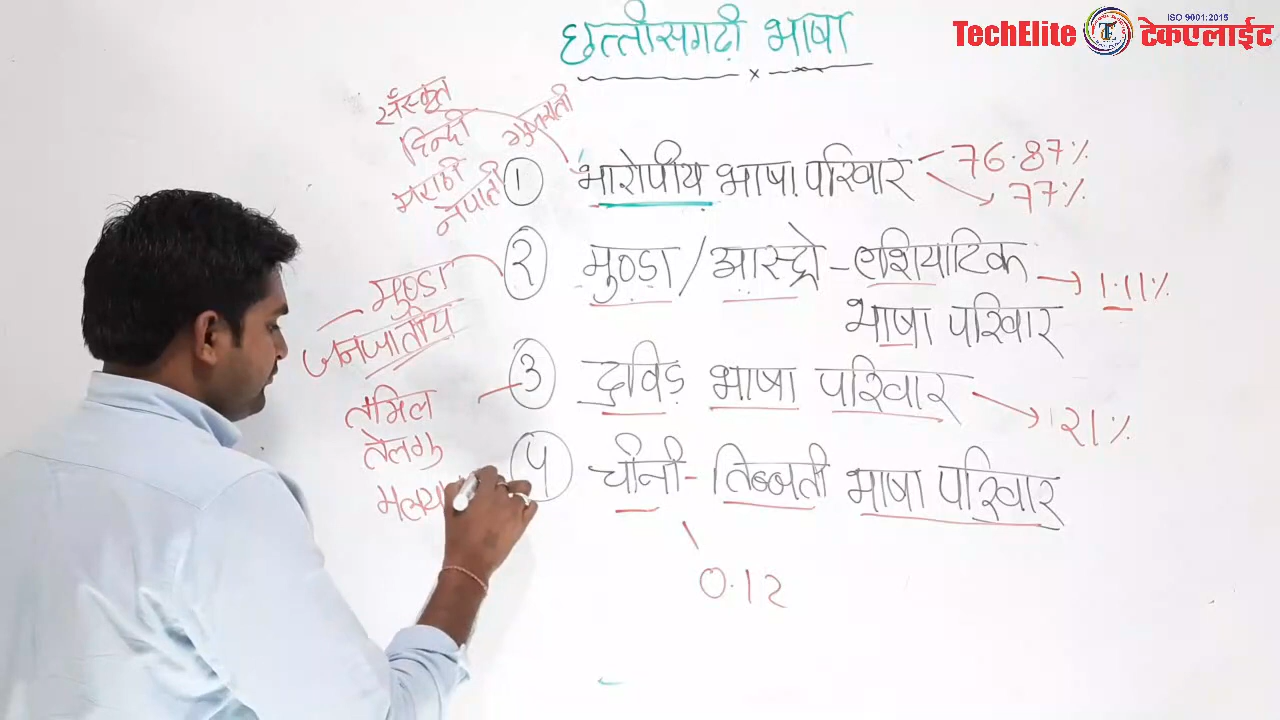 ISO 9001:2015
TechElite टेकएलाईट
छत्तीसगढ़ी भाषा
संस्कृत
हिन्दी
गुजराती
मराठी
नेपाली
① भारोपीय भाषा परिवार 76.87%
77%
② मुण्डा/आस्ट्रो-एशियाटिक 1.11%
भाषा परिवार
मुण्डा
जनजातीय
③ द्रविड़ भाषा परिवार 21%
तमिल
तेलगु
④ चीनी-तिब्बती भाषा परिवार
0.12